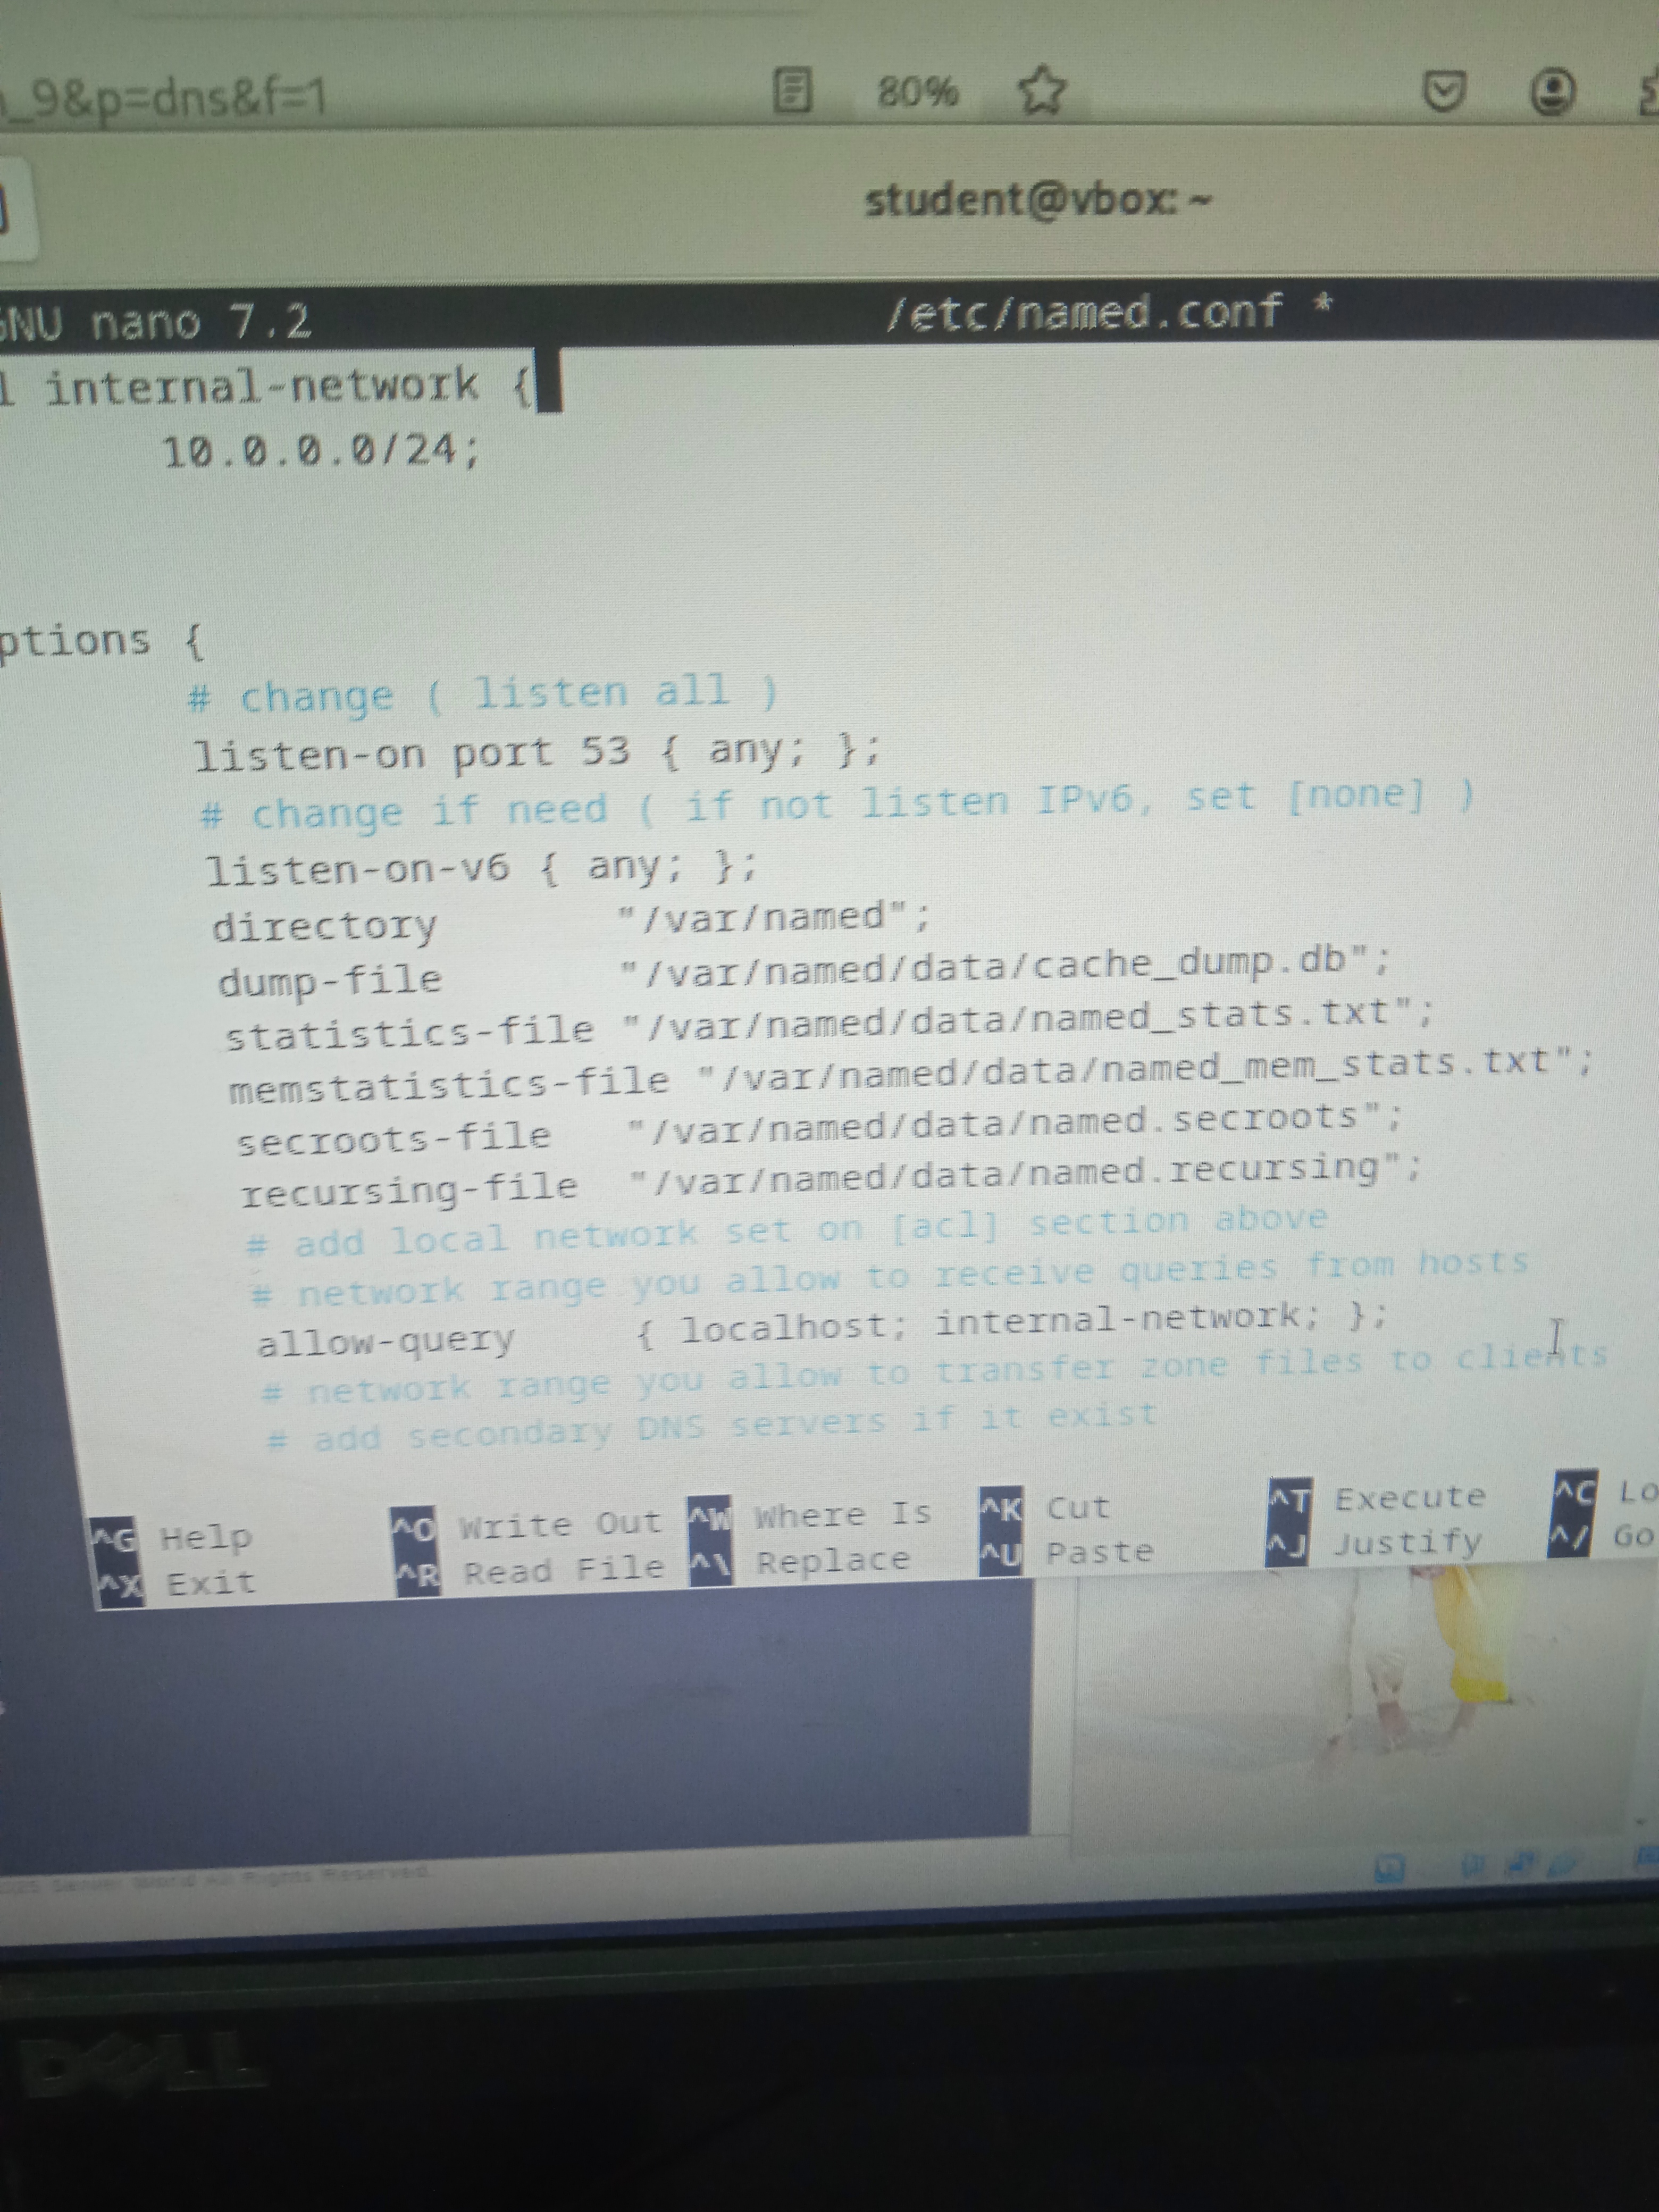 _9&p=dns&f=1
80%
student@vbox: ~
GNU nano 7.2 /etc/named.conf *
l internal-network {
10.0.0.0/24;
ptions {
# change ( listen all )
listen-on port 53 { any; };
# change if need ( if not listen IPv6, set [none] )
listen-on-v6 { any; };
directory "/var/named";
dump-file "/var/named/data/cache_dump.db";
statistics-file "/var/named/data/named_stats.txt";
memstatistics-file "/var/named/data/named_mem_stats.txt";
secroots-file "/var/named/data/named.secroots";
recursing-file "/var/named/data/named.recursing";
# add local network set on [acl] section above
# network range you allow to receive queries from hosts
allow-query { localhost; internal-network; };
# network range you allow to transfer zone files to clients
# add secondary DNS servers if it exist
^G Help ^O Write Out ^W Where Is ^K Cut ^T Execute ^C Lo
^X Exit ^R Read File ^\ Replace ^U Paste ^J Justify ^/ Go
World All Rights Reserved.
DELL